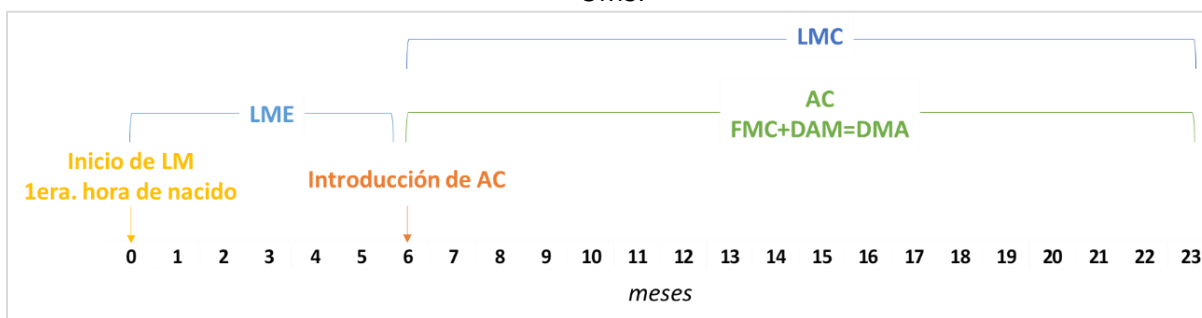 LMC
AC
LME
FMC+DAM=DMA
Inicio de LM
1era. hora de nacido
Introducción de AC
0 1 2 3 4 5 6 7 8 9 10 11 12 13 14 15 16 17 18 19 20 21 22 23
meses